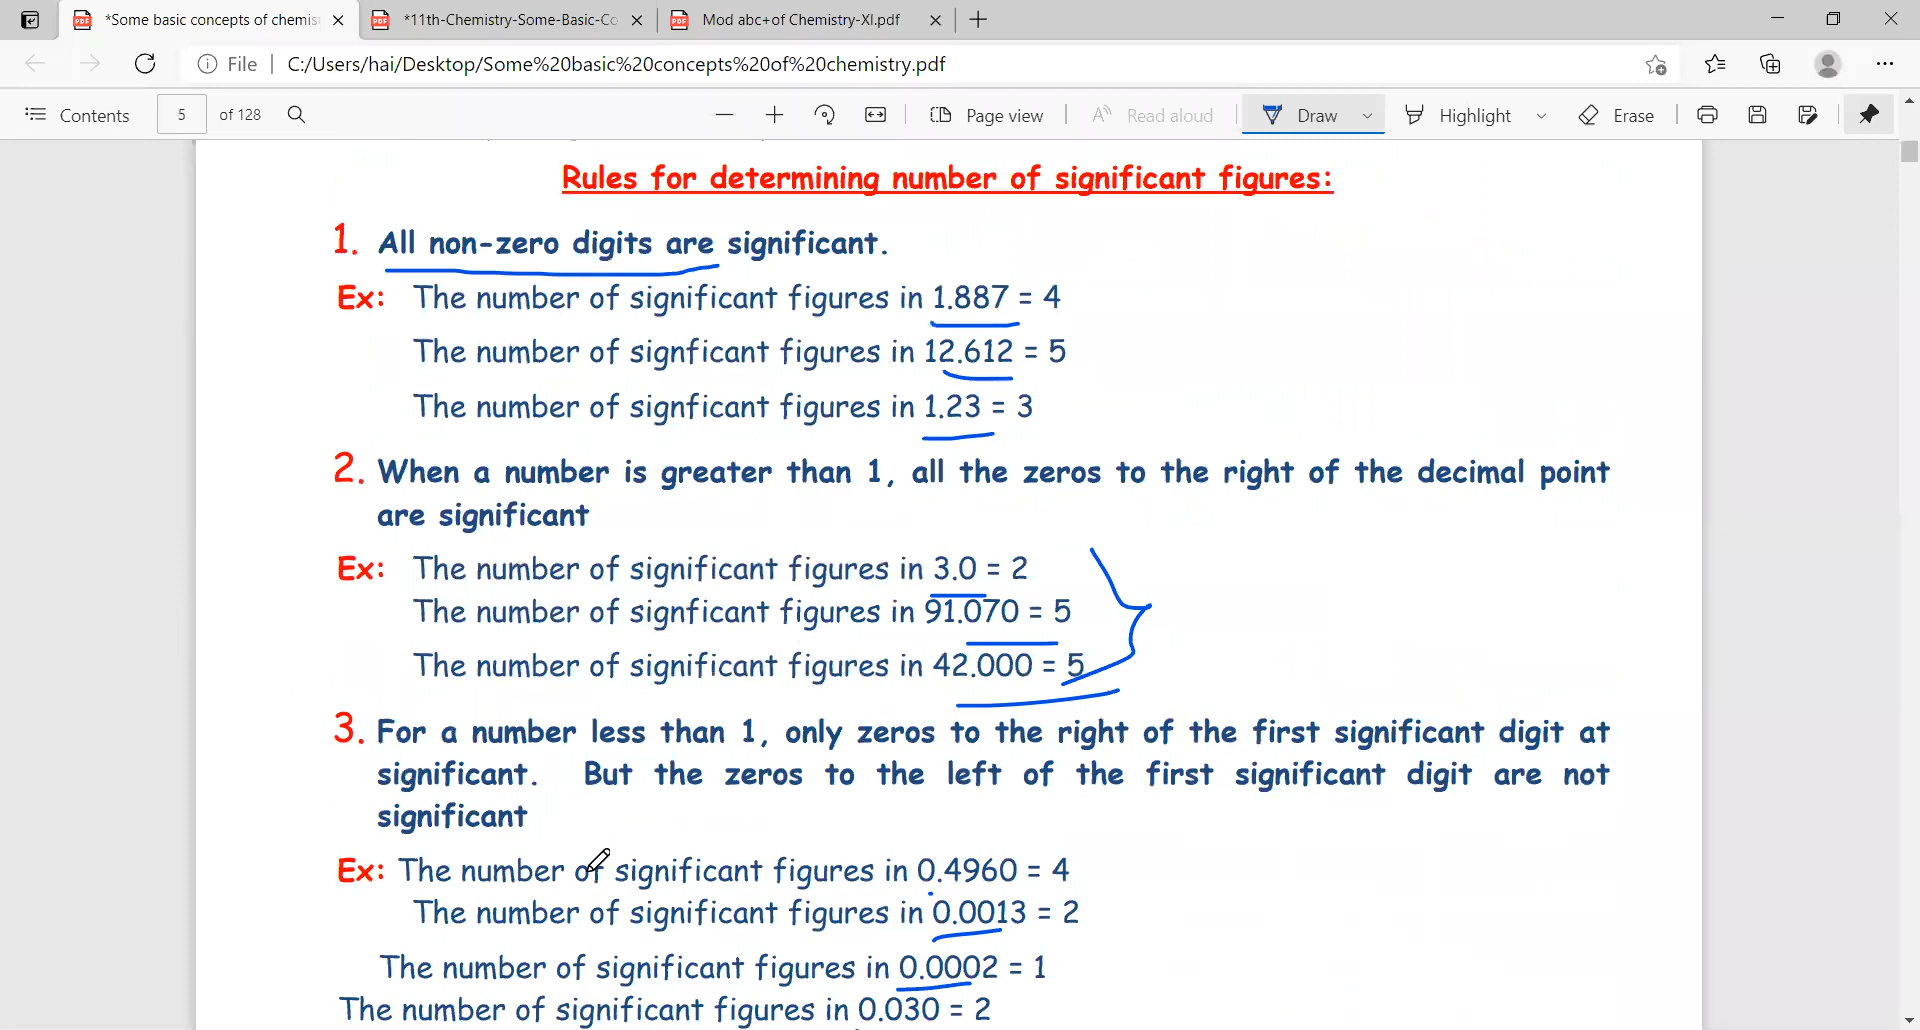 *Some basic concepts of chemis
*11th-Chemistry-Some-Basic-Co
Mod abc+of Chemistry-XI.pdf
File
C:/Users/hai/Desktop/Some%20basic%20concepts%20of%20chemistry.pdf
Contents 5 of 128 Page view Read aloud Draw Highlight Erase
Rules for determining number of significant figures:
1. All non-zero digits are significant.
Ex: The number of significant figures in 1.887 = 4
The number of signficant figures in 12.612 = 5
The number of signficant figures in 1.23 = 3
2. When a number is greater than 1, all the zeros to the right of the decimal point
are significant
Ex: The number of significant figures in 3.0 = 2
The number of signficant figures in 91.070 = 5
The number of significant figures in 42.000 = 5
3. For a number less than 1, only zeros to the right of the first significant digit at
significant. But the zeros to the left of the first significant digit are not
significant
Ex: The number of significant figures in 0.4960 = 4
The number of significant figures in 0.0013 = 2
The number of significant figures in 0.0002 = 1
The number of significant figures in 0.030 = 2